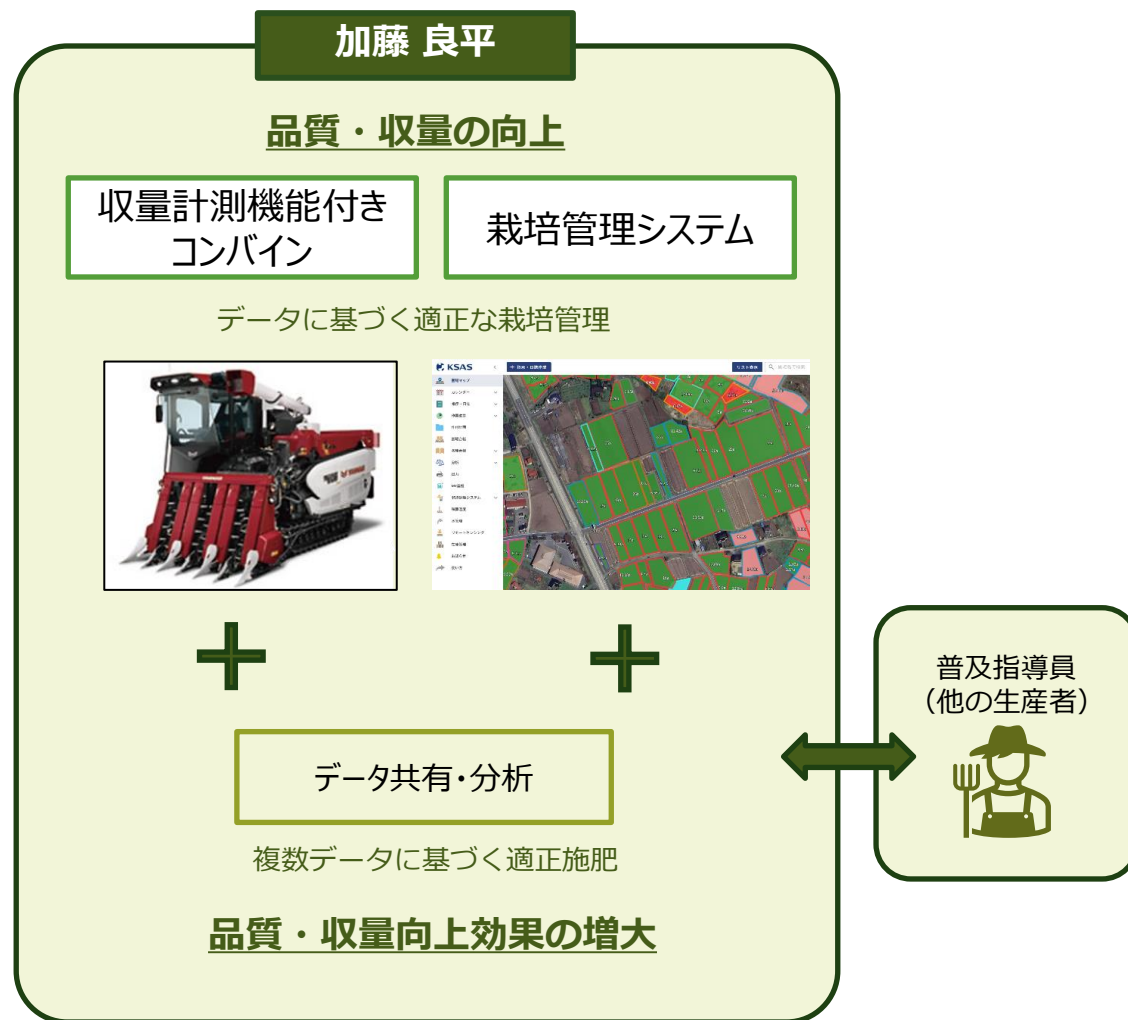 加藤 良平
品質・収量の向上
収量計測機能付き
コンバイン
栽培管理システム
データに基づく適正な栽培管理
KSAS
普及指導員
（他の生産者）
データ共有・分析
複数データに基づく適正施肥
品質・収量向上効果の増大